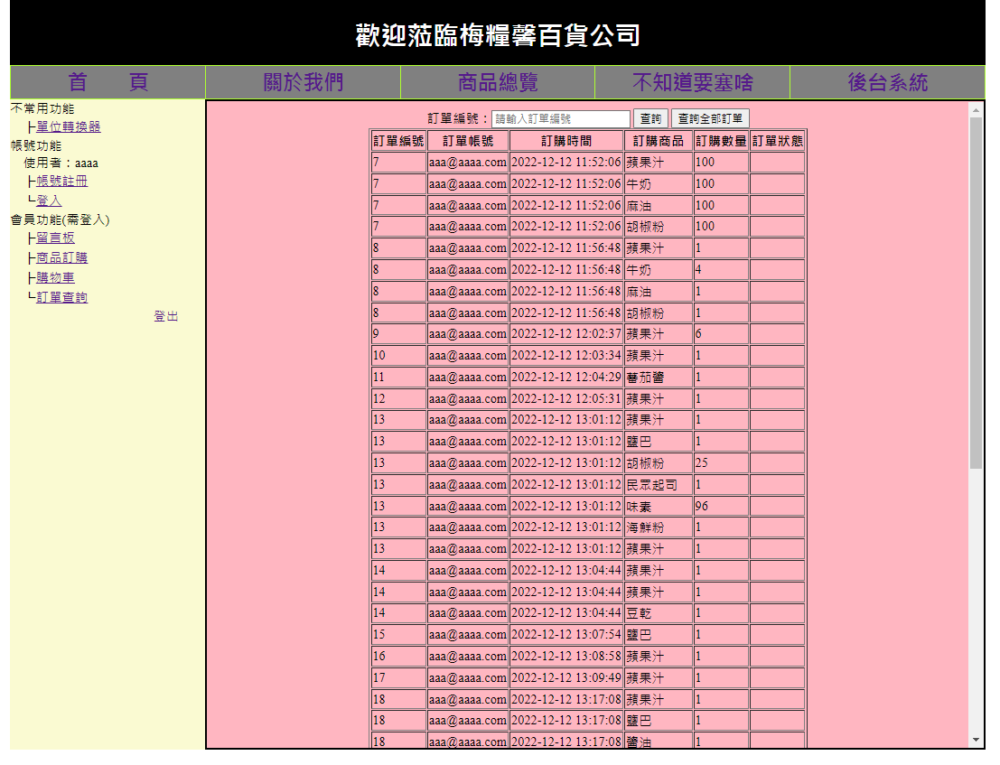 歡迎蒞臨梅糧馨百貨公司
首 頁 關於我們 商品總覽 不知道要塞啥 後台系統
不常用功能
├單位轉換器
帳號功能
使用者：aaaa
├帳號註冊
└登入
會員功能(需登入)
├留言板
├商品訂購
├購物車
└訂單查詢
登出
訂單編號：請輸入訂單編號 查詢 查詢全部訂單
訂單編號 訂單帳號 訂購時間 訂購商品 訂購數量 訂單狀態
7 aaa@aaaa.com 2022-12-12 11:52:06 蘋果汁 100
7 aaa@aaaa.com 2022-12-12 11:52:06 牛奶 100
7 aaa@aaaa.com 2022-12-12 11:52:06 麻油 100
7 aaa@aaaa.com 2022-12-12 11:52:06 胡椒粉 100
8 aaa@aaaa.com 2022-12-12 11:56:48 蘋果汁 1
8 aaa@aaaa.com 2022-12-12 11:56:48 牛奶 4
8 aaa@aaaa.com 2022-12-12 11:56:48 麻油 1
8 aaa@aaaa.com 2022-12-12 11:56:48 胡椒粉 1
9 aaa@aaaa.com 2022-12-12 12:02:37 蘋果汁 6
10 aaa@aaaa.com 2022-12-12 12:03:34 蘋果汁 1
11 aaa@aaaa.com 2022-12-12 12:04:29 蕃茄醬 1
12 aaa@aaaa.com 2022-12-12 12:05:31 蘋果汁 1
13 aaa@aaaa.com 2022-12-12 13:01:12 蘋果汁 1
13 aaa@aaaa.com 2022-12-12 13:01:12 鹽巴 1
13 aaa@aaaa.com 2022-12-12 13:01:12 胡椒粉 25
13 aaa@aaaa.com 2022-12-12 13:01:12 民眾起司 1
13 aaa@aaaa.com 2022-12-12 13:01:12 味素 96
13 aaa@aaaa.com 2022-12-12 13:01:12 海鮮粉 1
13 aaa@aaaa.com 2022-12-12 13:01:12 蘋果汁 1
14 aaa@aaaa.com 2022-12-12 13:04:44 蘋果汁 1
14 aaa@aaaa.com 2022-12-12 13:04:44 蘋果汁 1
14 aaa@aaaa.com 2022-12-12 13:04:44 豆乾 1
15 aaa@aaaa.com 2022-12-12 13:07:54 鹽巴 1
16 aaa@aaaa.com 2022-12-12 13:08:58 蘋果汁 1
17 aaa@aaaa.com 2022-12-12 13:09:49 蘋果汁 1
18 aaa@aaaa.com 2022-12-12 13:17:08 蘋果汁 1
18 aaa@aaaa.com 2022-12-12 13:17:08 鹽巴 1
18 aaa@aaaa.com 2022-12-12 13:17:08 醬油 1